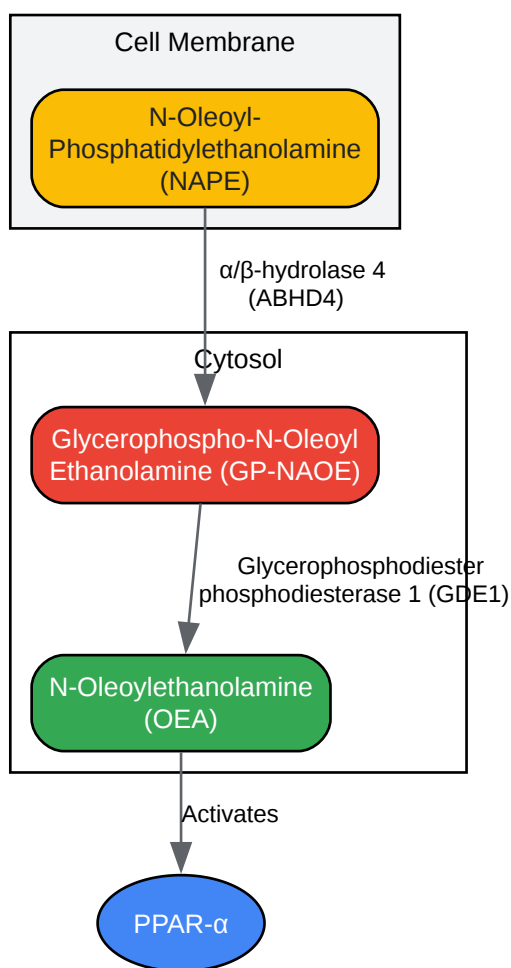 Cell Membrane
N-Oleoyl-
Phosphatidylethanolamine
(NAPE)
α/β-hydrolase 4
(ABHD4)
Cytosol
Glycerophospho-N-Oleoyl
Ethanolamine (GP-NAOE)
Glycerophosphodiester
phosphodiesterase 1 (GDE1)
N-Oleoylethanolamine
(OEA)
Activates
PPAR-α